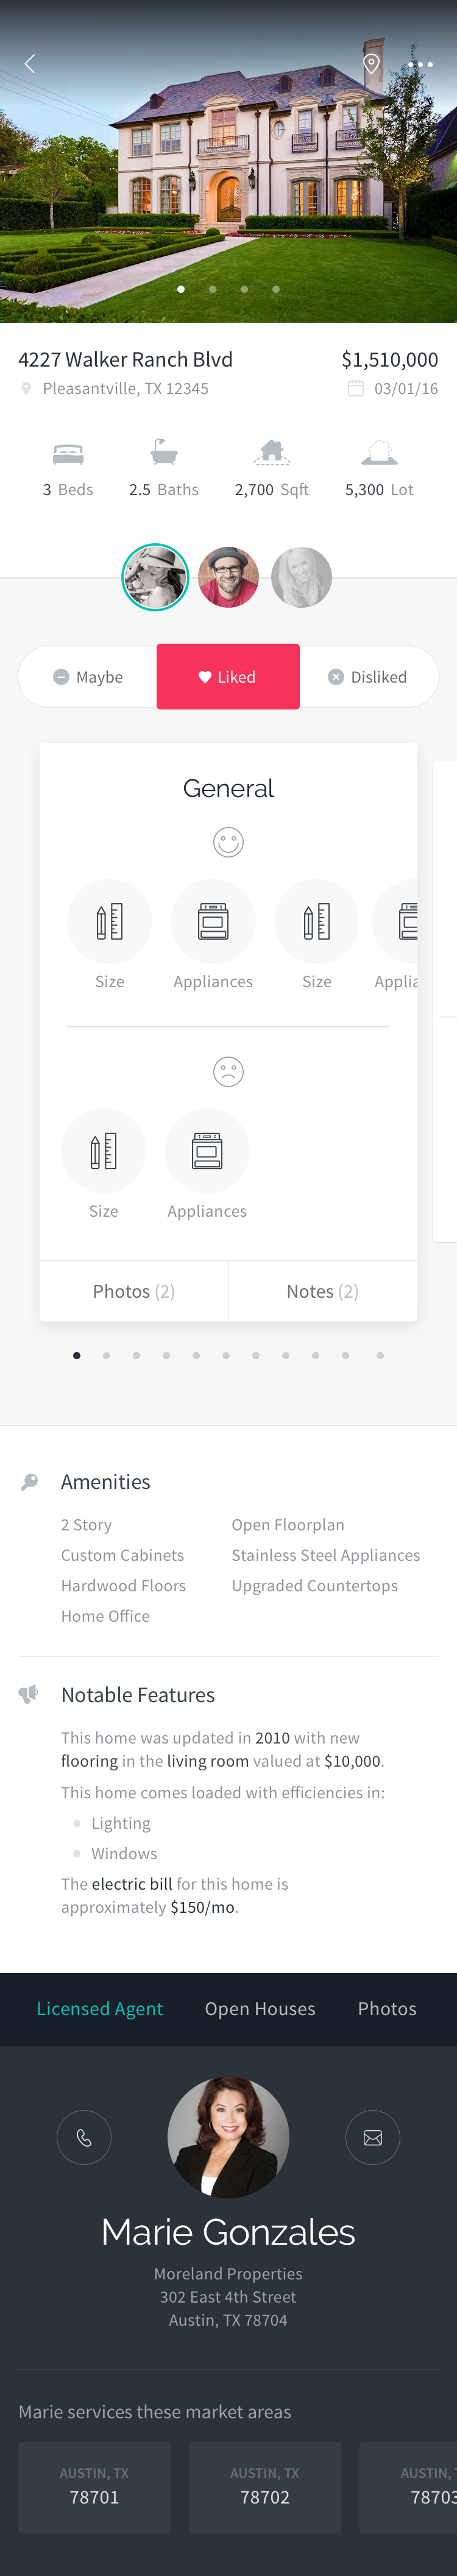 4227 Walker Ranch Blvd $1,510,000
Pleasantville, TX 12345 03/01/16
3 Beds 2.5 Baths 2,700 Sqft 5,300 Lot
Maybe Liked Disliked
General
Size Appliances Size Applia
Size Appliances
Photos (2) Notes (2)
Amenities
2 Story Open Floorplan
Custom Cabinets Stainless Steel Appliances
Hardwood Floors Upgraded Countertops
Home Office
Notable Features
This home was updated in 2010 with new
flooring in the living room valued at $10,000.
This home comes loaded with efficiencies in:
Lighting
Windows
The electric bill for this home is
approximately $150/mo.
Licensed Agent Open Houses Photos
Marie Gonzales
Moreland Properties
302 East 4th Street
Austin, TX 78704
Marie services these market areas
AUSTIN, TX AUSTIN, TX AUSTIN,
78701 78702 78703